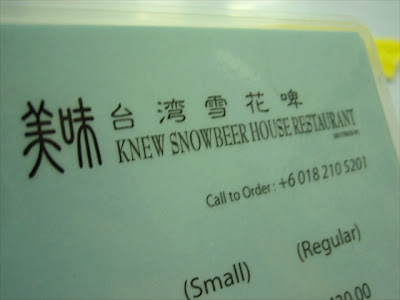 美味 台湾雪花啤
KNEW SNOWBEER HOUSE RESTAURANT
Call to Order : +6 018 210 5201
(Small) (Regular)